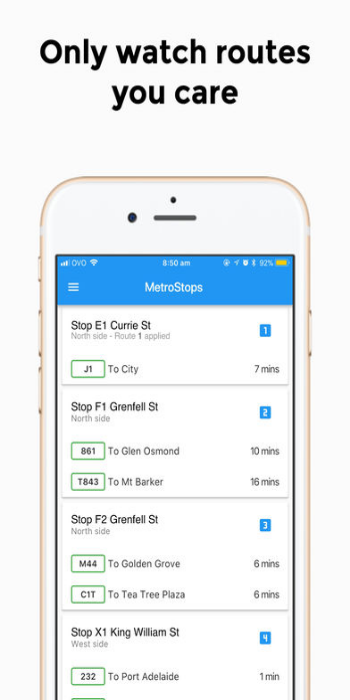 Only watch routes
you care
OVO
8:50 am
92%
MetroStops
Stop E1 Currie St
1
North side - Route 1 applied
J1 To City 7 mins
Stop F1 Grenfell St
2
North side
861 To Glen Osmond 10 mins
T843 To Mt Barker 16 mins
Stop F2 Grenfell St
3
North side
M44 To Golden Grove 6 mins
C1T To Tea Tree Plaza 6 mins
Stop X1 King William St
4
West side
232 To Port Adelaide 1 min